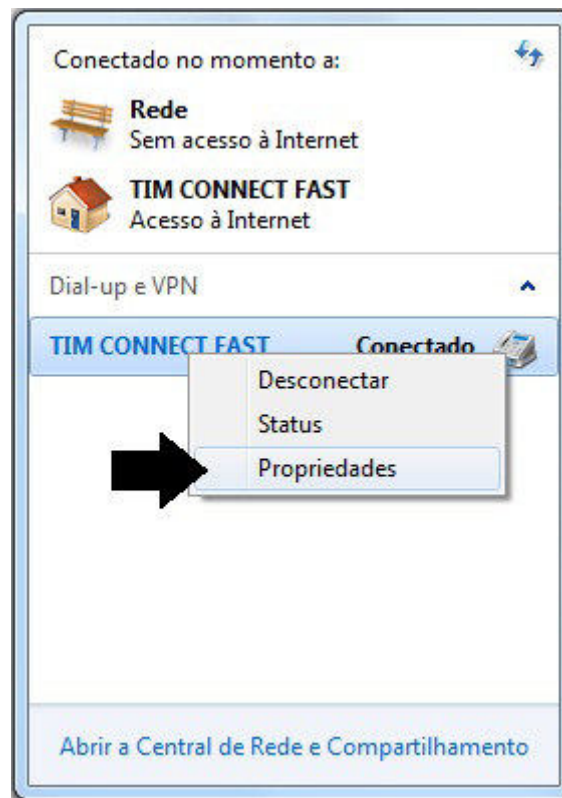 Conectado no momento a:
Rede
Sem acesso à Internet
TIM CONNECT FAST
Acesso à Internet
Dial-up e VPN
TIM CONNECT FAST Conectado
Desconectar
Status
Propriedades
Abrir a Central de Rede e Compartilhamento